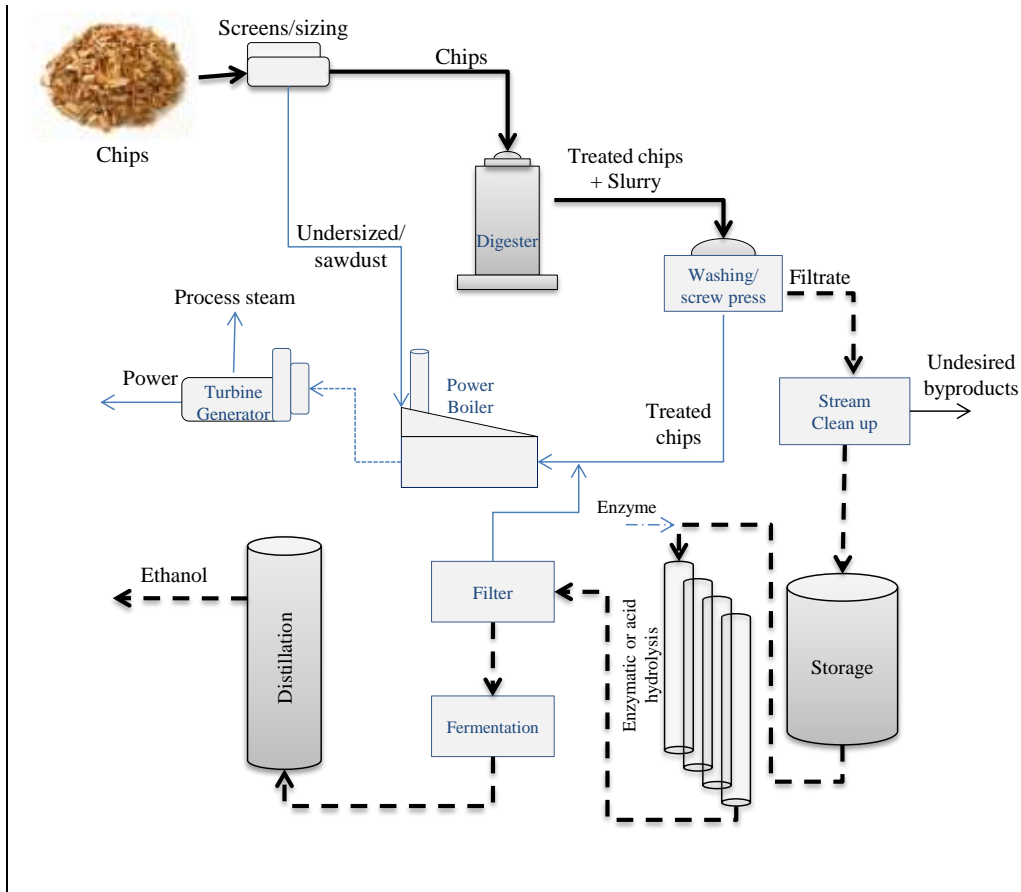 Screens/sizing
Chips
Chips
Treated chips
+ Slurry
Digester
Undersized/
sawdust
Washing/
screw press
Filtrate
Process steam
Power
Turbine
Generator
Power
Boiler
Treated
chips
Stream
Clean up
Undesired
byproducts
Enzyme
Ethanol
Distillation
Filter
Enzymatic or acid
hydrolysis
Storage
Fermentation